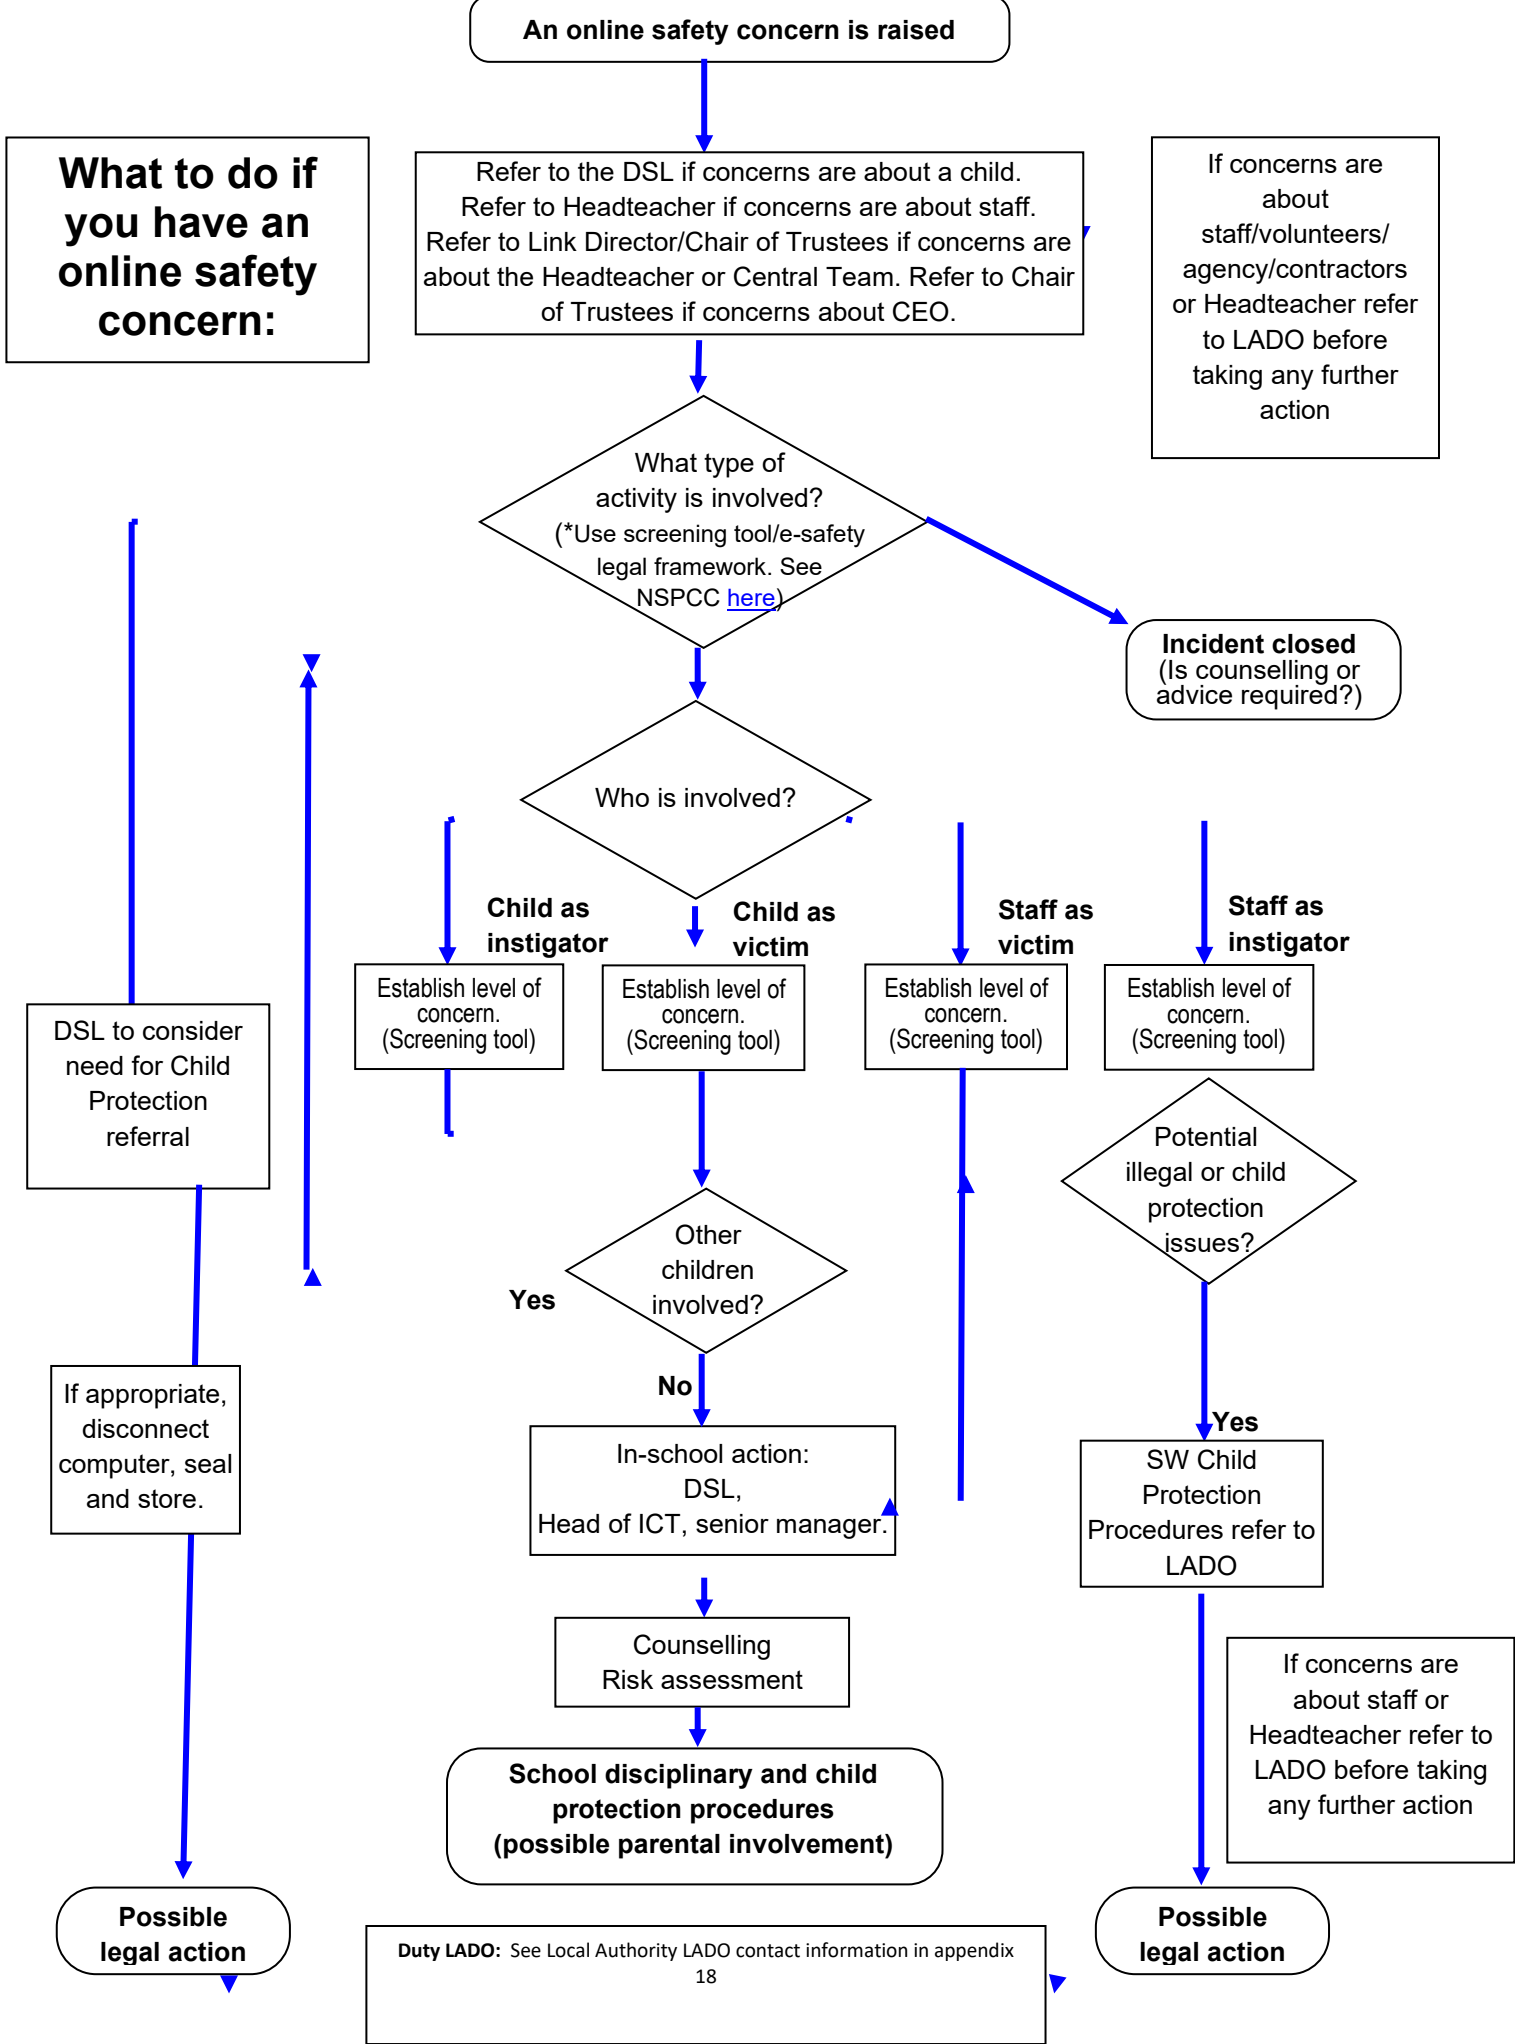 An online safety concern is raised
What to do if
you have an
online safety
concern:
Refer to the DSL if concerns are about a child.
Refer to Headteacher if concerns are about staff.
Refer to Link Director/Chair of Trustees if concerns are
about the Headteacher or Central Team. Refer to Chair
of Trustees if concerns about CEO.
If concerns are
about
staff/volunteers/
agency/contractors
or Headteacher refer
to LADO before
taking any further
action
What type of
activity is involved?
(*Use screening tool/e-safety
legal framework. See
NSPCC here)
Incident closed
(Is counselling or
advice required?)
Who is involved?
Child as
instigator
Child as
victim
Staff as
victim
Staff as
instigator
Establish level of
concern.
(Screening tool)
Establish level of
concern.
(Screening tool)
Establish level of
concern.
(Screening tool)
Establish level of
concern.
(Screening tool)
DSL to consider
need for Child
Protection
referral
Potential
illegal or child
protection
issues?
Other
children
involved?
Yes
No
If appropriate,
disconnect
computer, seal
and store.
In-school action:
DSL,
Head of ICT, senior manager.
Yes
SW Child
Protection
Procedures refer to
LADO
Counselling
Risk assessment
If concerns are
about staff or
Headteacher refer to
LADO before taking
any further action
School disciplinary and child
protection procedures
(possible parental involvement)
Possible
legal action
Possible
legal action
Duty LADO: See Local Authority LADO contact information in appendix
18